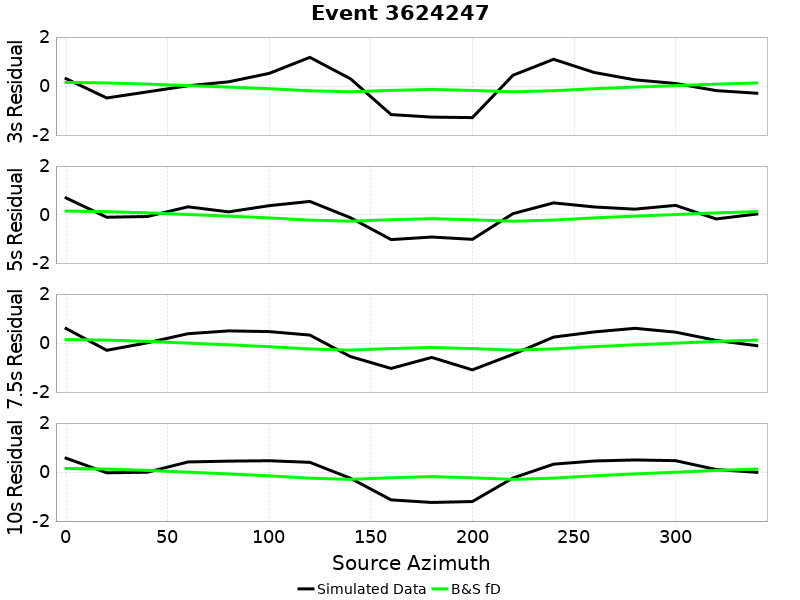 Event 3624247
3s Residual
2
0
-2
5s Residual
2
0
-2
7.5s Residual
2
0
-2
10s Residual
2
0
-2
0 50 100 150 200 250 300
Source Azimuth
Simulated Data B&S fD